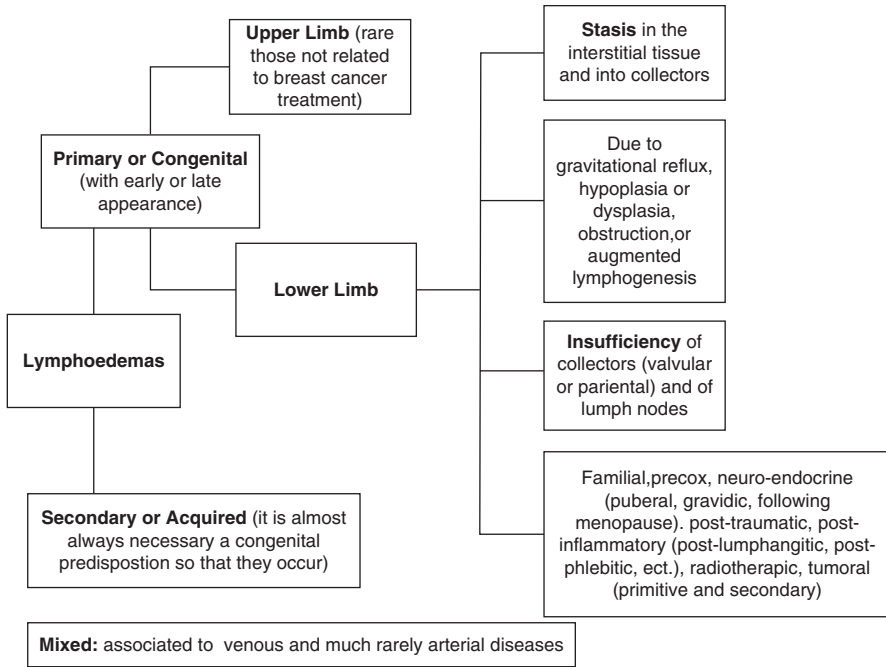 Upper Limb (rare
those not related
to breast cancer
treatment)
Primary or Congenital
(with early or late
appearance)
Lower Limb
Lymphoedemas
Secondary or Acquired (it is almost
always necessary a congenital
predispostion so that they occur)
Mixed: associated to venous and much rarely arterial diseases
Stasis in the
interstitial tissue
and into collectors
Due to
gravitational reflux,
hypoplasia or
dysplasia,
obstruction,or
augmented
lymphogenesis
Insufficiency of
collectors (valvular
or pariental) and of
lumph nodes
Familial,precox, neuro-endocrine
(puberal, gravidic, following
menopause). post-traumatic, post-
inflammatory (post-lumphangitic, post-
phlebitic, ect.), radiotherapic, tumoral
(primitive and secondary)